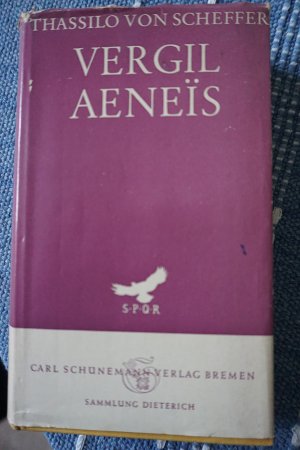 THASSILO VON SCHEFFER
VERGIL
AENEÏS
S·P·Q·R
CARL SCHÜNEMANN VERLAG BREMEN
SAMMLUNG DIETERICH